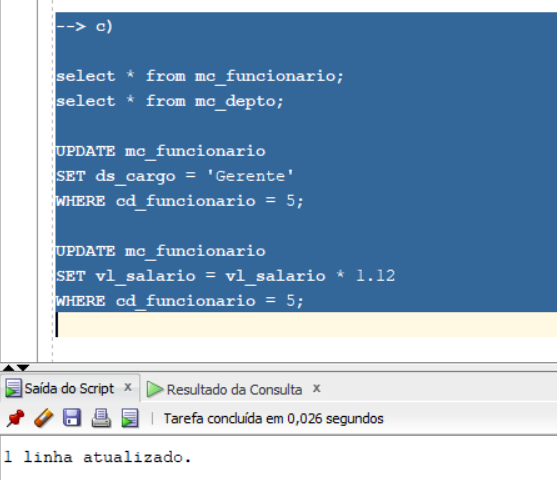 --> c)
select * from mc_funcionario;
select * from mc_depto;
UPDATE mc_funcionario
SET ds_cargo = 'Gerente'
WHERE cd_funcionario = 5;
UPDATE mc_funcionario
SET vl_salario = vl_salario * 1.12
WHERE cd_funcionario = 5;
Saída do Script x Resultado da Consulta x
Tarefa concluída em 0,026 segundos
1 linha atualizado.